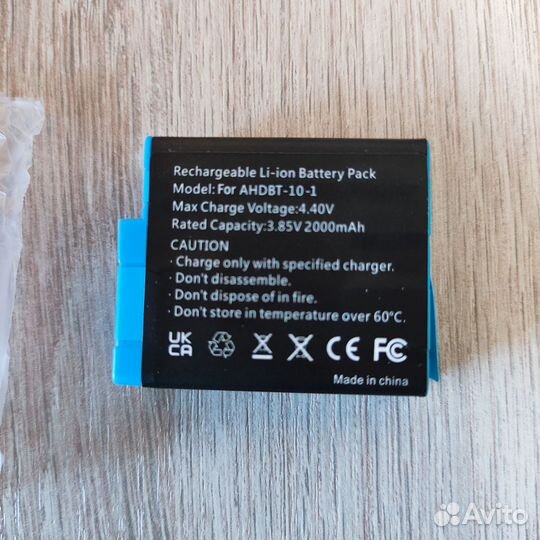 Rechargeable Li-ion Battery Pack
Model: For AHDBT-10-1
Max Charge Voltage:4.40V
Rated Capacity:3.85V 2000mAh
CAUTION
· Charge only with specified charger.
· Don't disassemble.
· Don't dispose of in fire.
· Don't store in temperature over 60°C.
UK
CA
CE FC
Made in china
Avito